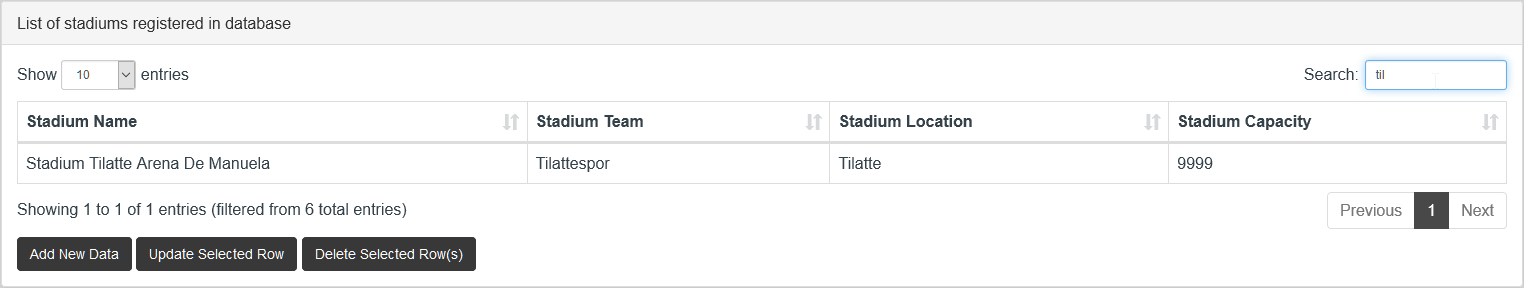 List of stadiums registered in database
Show 10 entries Search: til
Stadium Name Stadium Team Stadium Location Stadium Capacity
Stadium Tilatte Arena De Manuela Tilattespor Tilatte 9999
Showing 1 to 1 of 1 entries (filtered from 6 total entries) Previous 1 Next
Add New Data Update Selected Row Delete Selected Row(s)